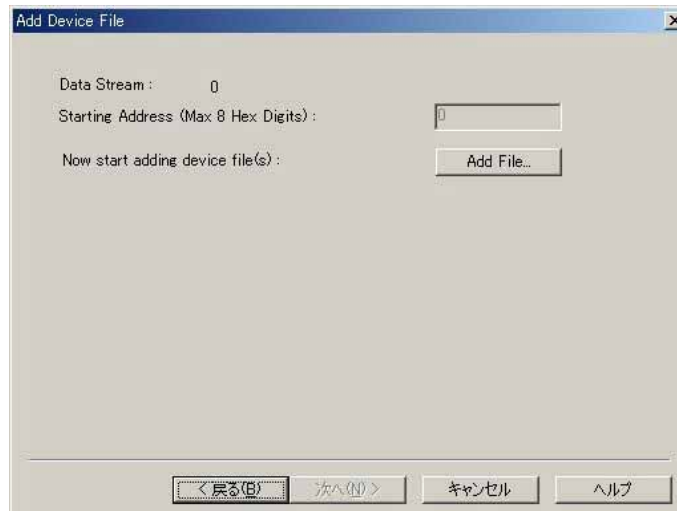 Add Device File
Data Stream : 0
Starting Address (Max 8 Hex Digits) : 0
Now start adding device file(s) : Add File...
< 戻る(B) 次へ(N) > キャンセル ヘルプ